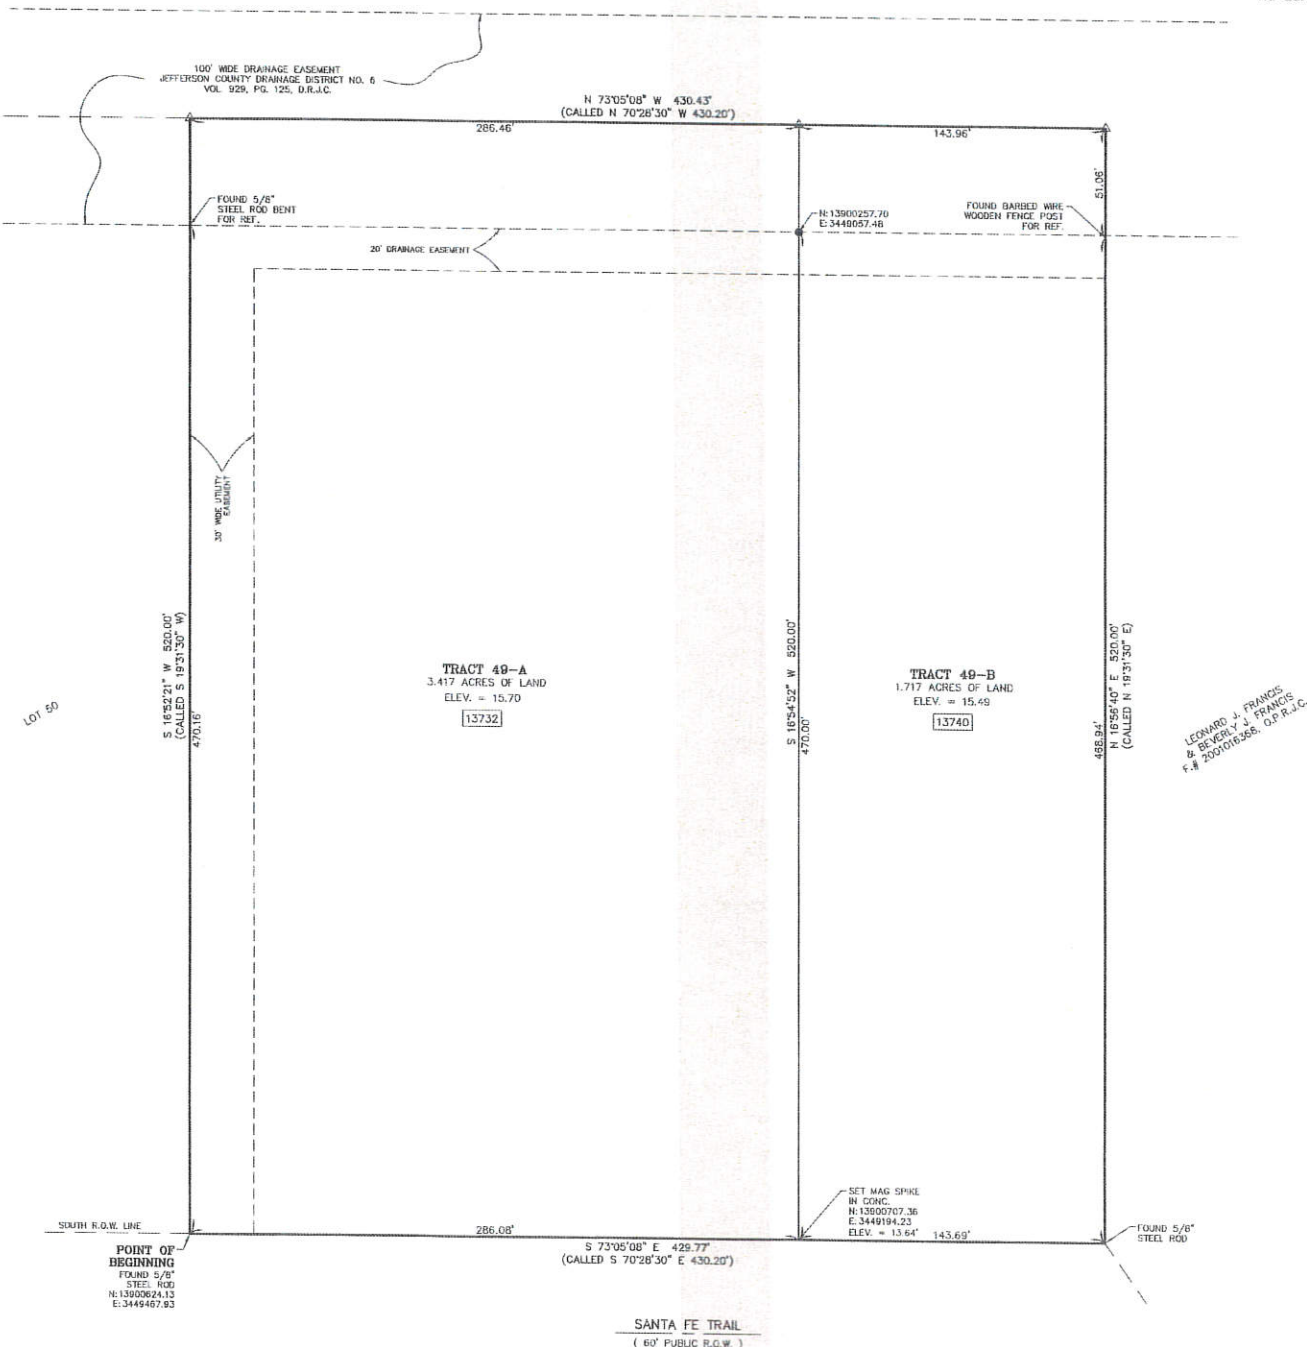 100' WIDE DRAINAGE EASEMENT
JEFFERSON COUNTY DRAINAGE DISTRICT NO. 6
VOL. 929, PG. 125, D.R.J.C.
N 73°05'08" W 430.43'
(CALLED N 70°28'30" W 430.20')
286.46'
143.96'
51.06'
FOUND 5/8"
STEEL ROD BENT
FOR REF.
N:13900257.70
E:3449057.48
FOUND BARBED WIRE
WOODEN FENCE POST
FOR REF.
20' DRAINAGE EASEMENT
30' WIDE UTILITY
EASEMENT
S 16°52'21" W 520.00'
(CALLED S 19°31'30" W)
470.16'
TRACT 49-A
3.417 ACRES OF LAND
ELEV. = 15.70
13732
S 16°54'52" W 520.00'
470.00'
TRACT 49-B
1.717 ACRES OF LAND
ELEV. = 15.49
13740
468.94'
N 16°56'40" E 520.00'
(CALLED N 19°31'30" E)
LOT 50
LEONARD J. FRANCIS
& BEVERLY J. FRANCIS
F.# 2001016368, O.P.R.J.C.
SET MAG SPIKE
IN CONC.
N:13900707.36
E:3449194.23
ELEV. = 13.64'
SOUTH R.O.W. LINE
286.08'
143.69'
FOUND 5/8"
STEEL ROD
S 73°05'08" E 429.77'
(CALLED S 70°28'30" E 430.20')
POINT OF
BEGINNING
FOUND 5/8"
STEEL ROD
N:13900624.13
E:3449467.93
SANTA FE TRAIL
( 60' PUBLIC R.O.W. )